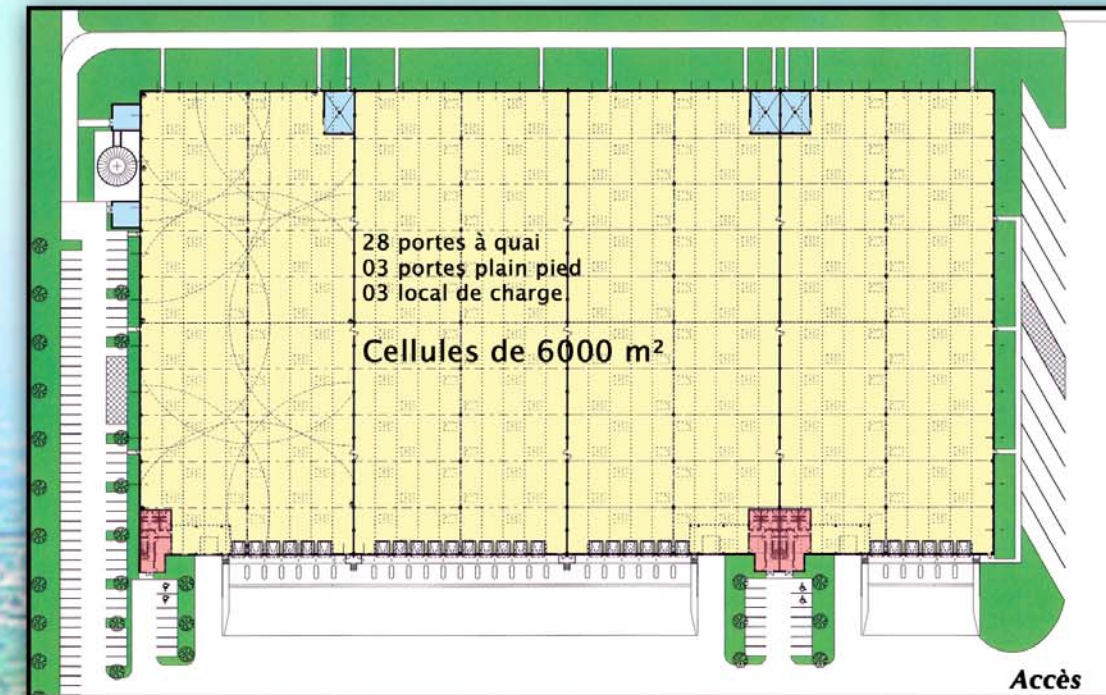 28 portes à quai
03 portes plain pied
03 local de charge
Cellules de 6000 m²
Accès